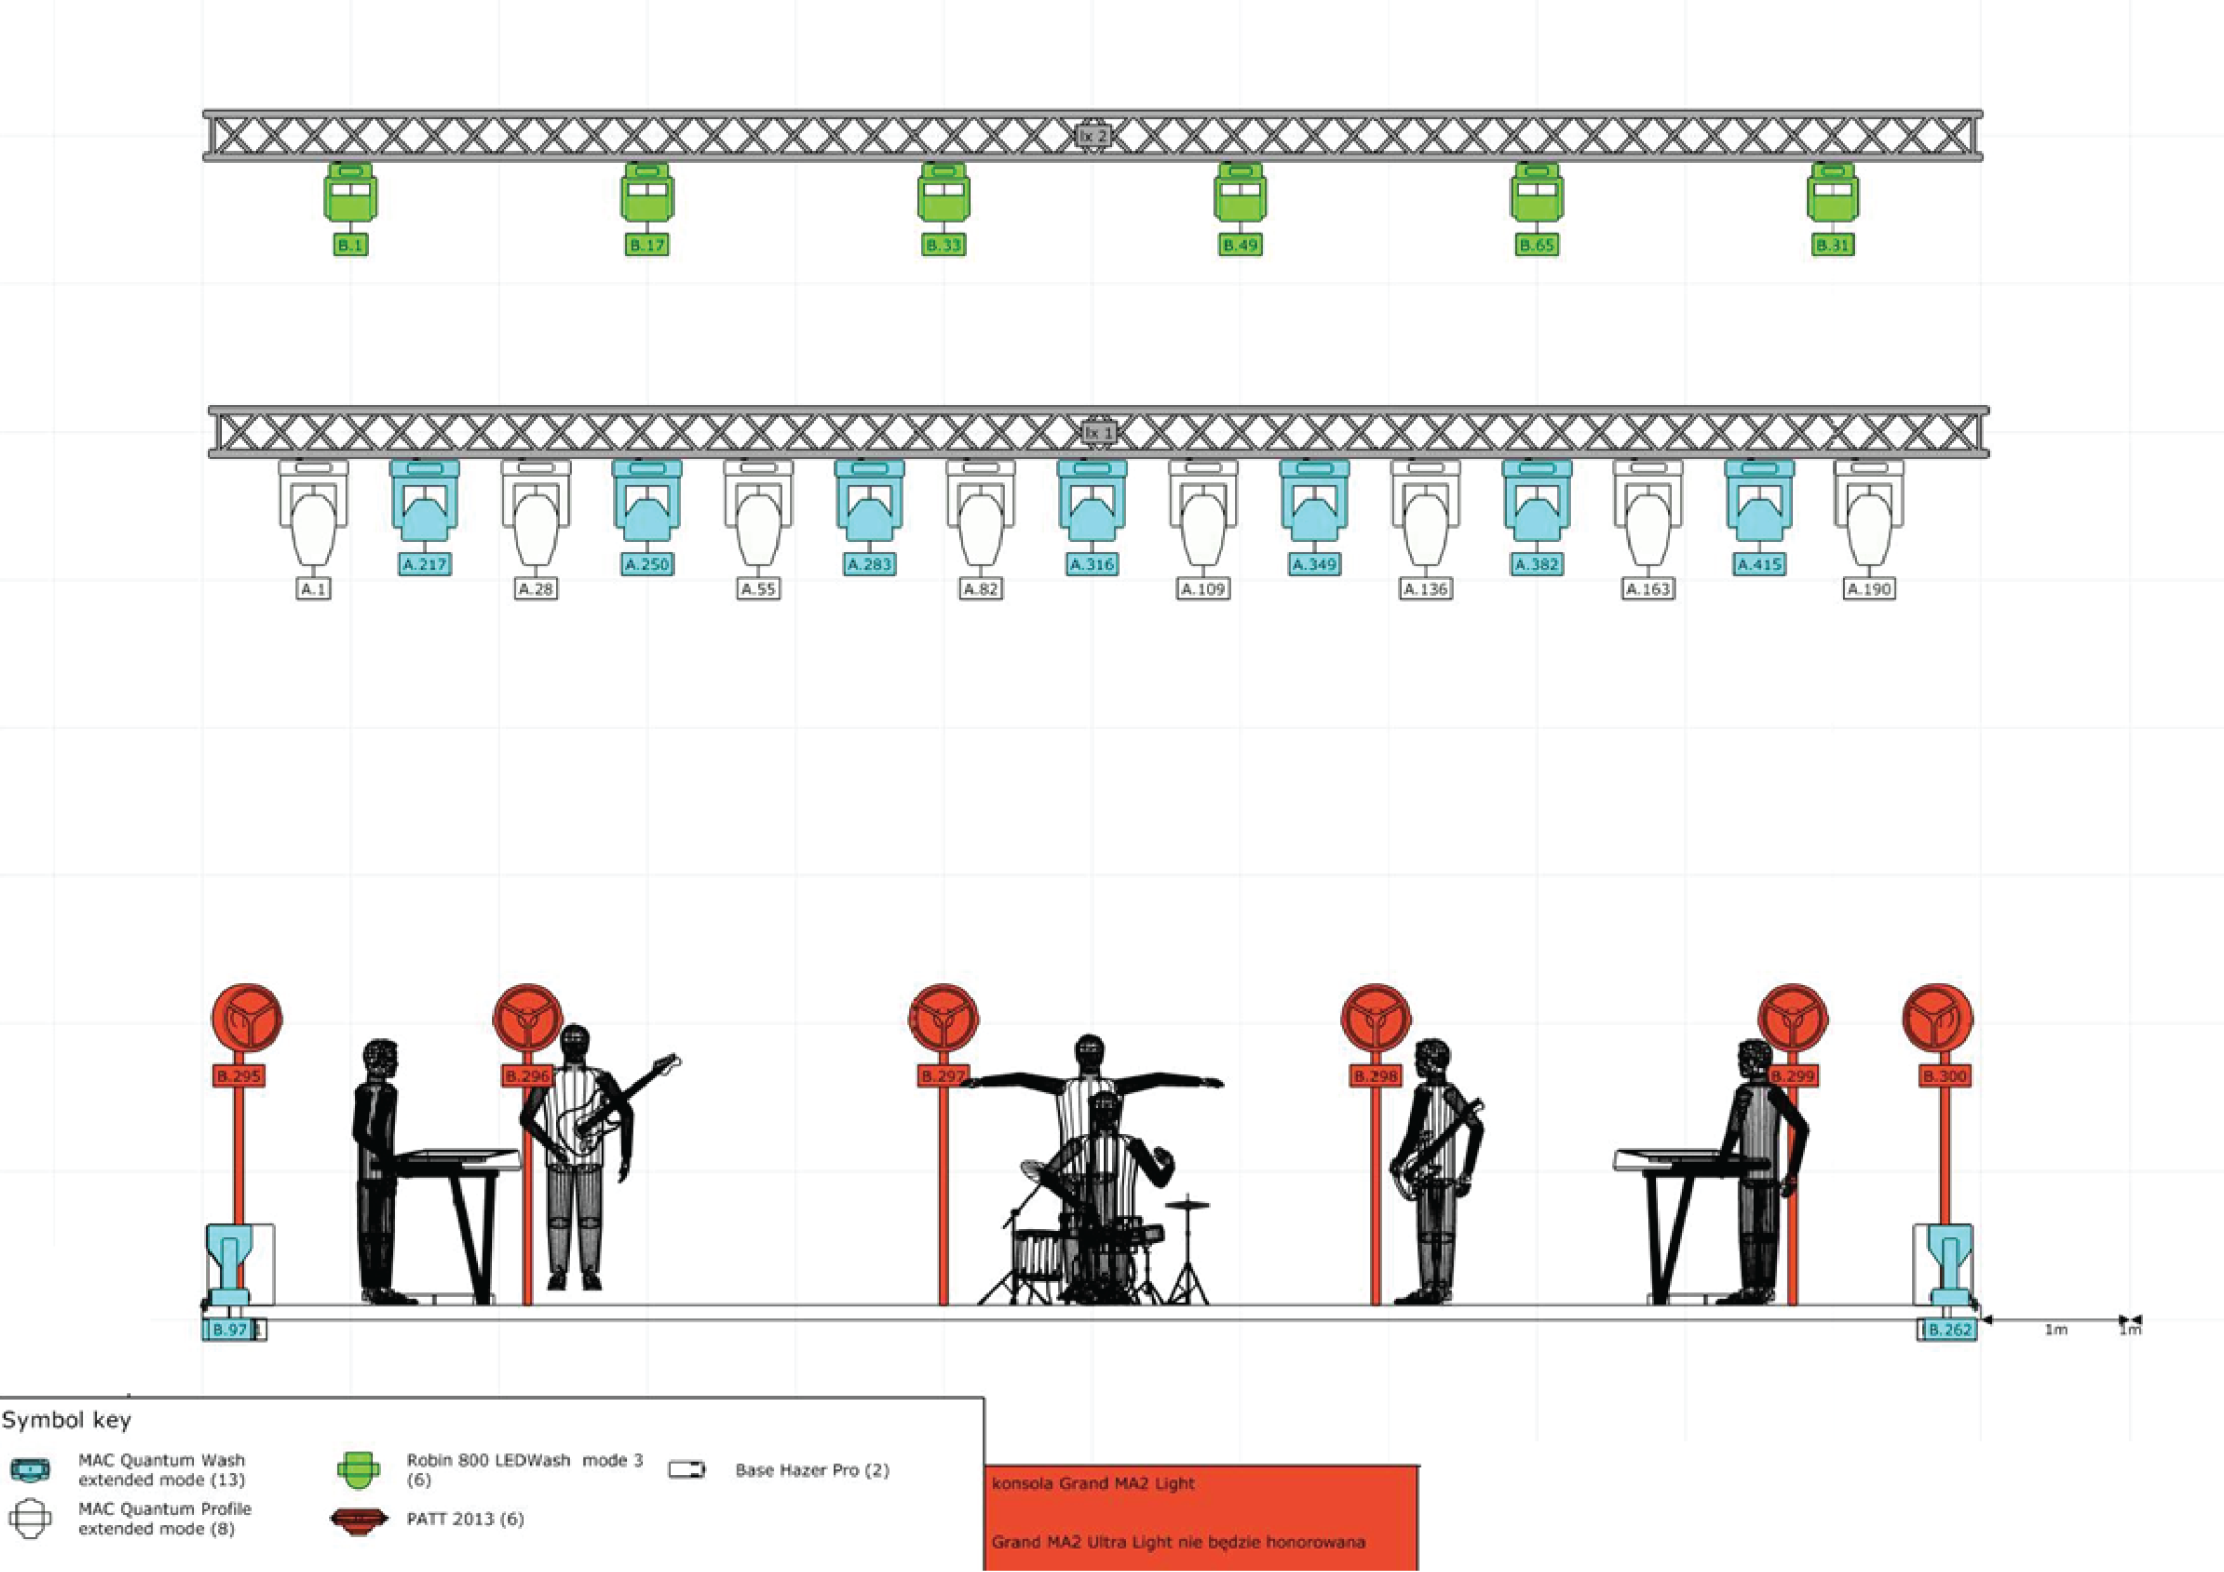 lx 2
B.1 B.17 B.33 B.49 B.65 B.81
lx 1
A.217 A.250 A.283 A.316 A.349 A.382 A.415
A.1 A.28 A.55 A.82 A.109 A.136 A.163 A.190
B.295 B.296 B.297 B.298 B.299 B.300
B.97 B.262 1m 1m
Symbol key
MAC Quantum Wash
extended mode (13)
MAC Quantum Profile
extended mode (8)
Robin 800 LEDWash mode 3
(6)
PATT 2013 (6)
Base Hazer Pro (2)
konsola Grand MA2 Light
Grand MA2 Ultra Light nie będzie honorowana